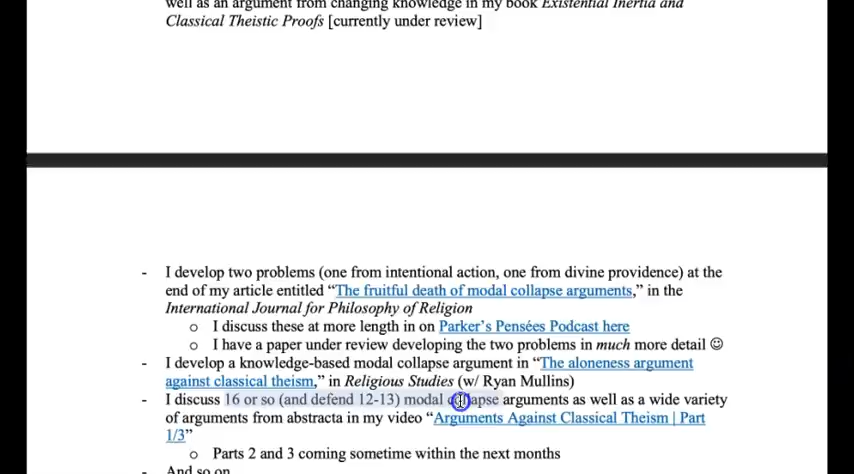 well as an argument from changing knowledge in my book Existential Inertia and
Classical Theistic Proofs [currently under review]
- I develop two problems (one from intentional action, one from divine providence) at the
end of my article entitled “The fruitful death of modal collapse arguments,” in the
International Journal for Philosophy of Religion
o I discuss these at more length in on Parker’s Pensées Podcast here
o I have a paper under review developing the two problems in much more detail ☺
- I develop a knowledge-based modal collapse argument in “The aloneness argument
against classical theism,” in Religious Studies (w/ Ryan Mullins)
- I discuss 16 or so (and defend 12-13) modal collapse arguments as well as a wide variety
of arguments from abstracta in my video “Arguments Against Classical Theism | Part
1/3”
o Parts 2 and 3 coming sometime within the next months
- And so on